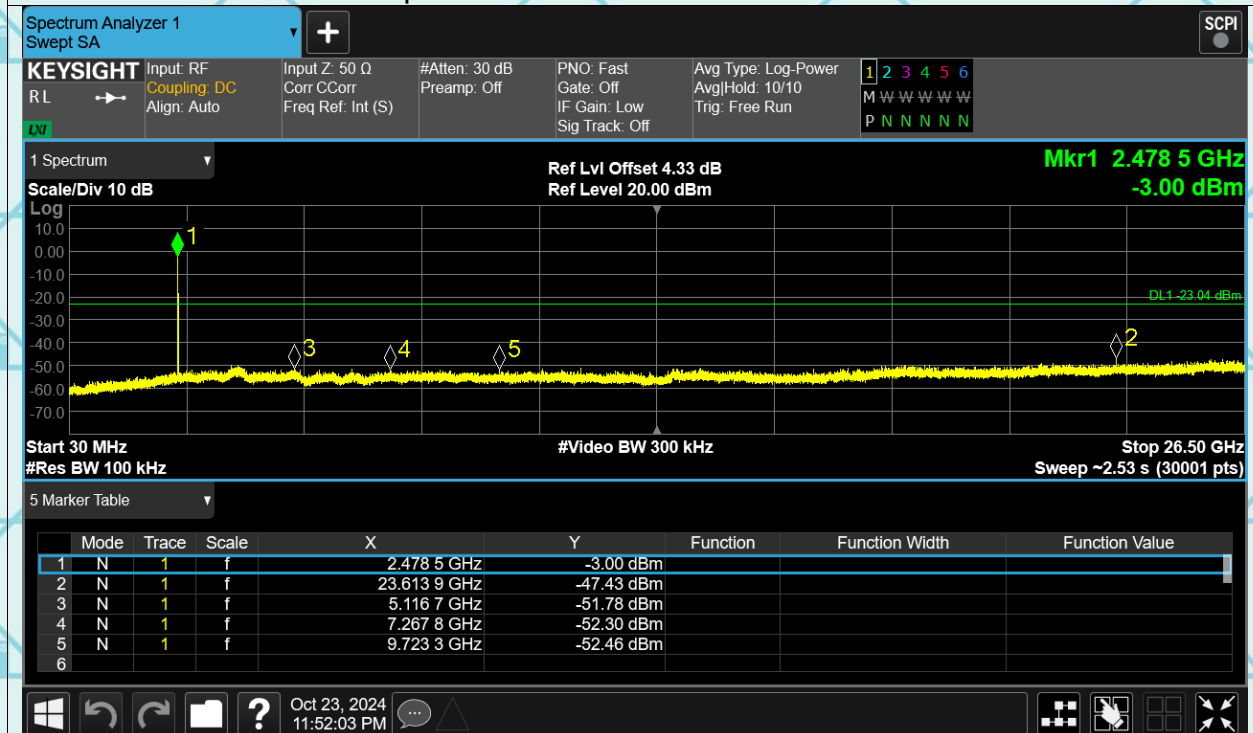 Spectrum Analyzer 1
Swept SA
+
SCPI
KEYSIGHT
RL
LXI
Input: RF
Coupling: DC
Align: Auto
Input Z: 50 Ω
Corr CCorr
Freq Ref: Int (S)
#Atten: 30 dB
Preamp: Off
PNO: Fast
Gate: Off
IF Gain: Low
Sig Track: Off
Avg Type: Log-Power
Avg|Hold: 10/10
Trig: Free Run
1 2 3 4 5 6
M W W W W W
P N N N N N
1 Spectrum
Scale/Div 10 dB
Ref Lvl Offset 4.33 dB
Ref Level 20.00 dBm
Mkr1 2.478 5 GHz
-3.00 dBm
Log
10.0
0.00
-10.0
-20.0
-30.0
-40.0
-50.0
-60.0
-70.0
1
DL1 -23.04 dBm
3
4
5
2
Start 30 MHz
#Res BW 100 kHz
#Video BW 300 kHz
Stop 26.50 GHz
Sweep ~2.53 s (30001 pts)
5 Marker Table
Mode Trace Scale X Y Function Function Width Function Value
1 N 1 f 2.478 5 GHz -3.00 dBm
2 N 1 f 23.613 9 GHz -47.43 dBm
3 N 1 f 5.116 7 GHz -51.78 dBm
4 N 1 f 7.267 8 GHz -52.30 dBm
5 N 1 f 9.723 3 GHz -52.46 dBm
6
?
Oct 23, 2024
11:52:03 PM